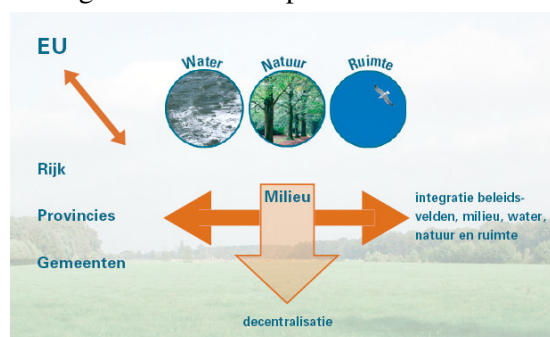 EU
Water
Natuur
Ruimte
Rijk
Milieu
integratie beleids-
velden, milieu, water,
natuur en ruimte
Provincies
Gemeenten
decentralisatie